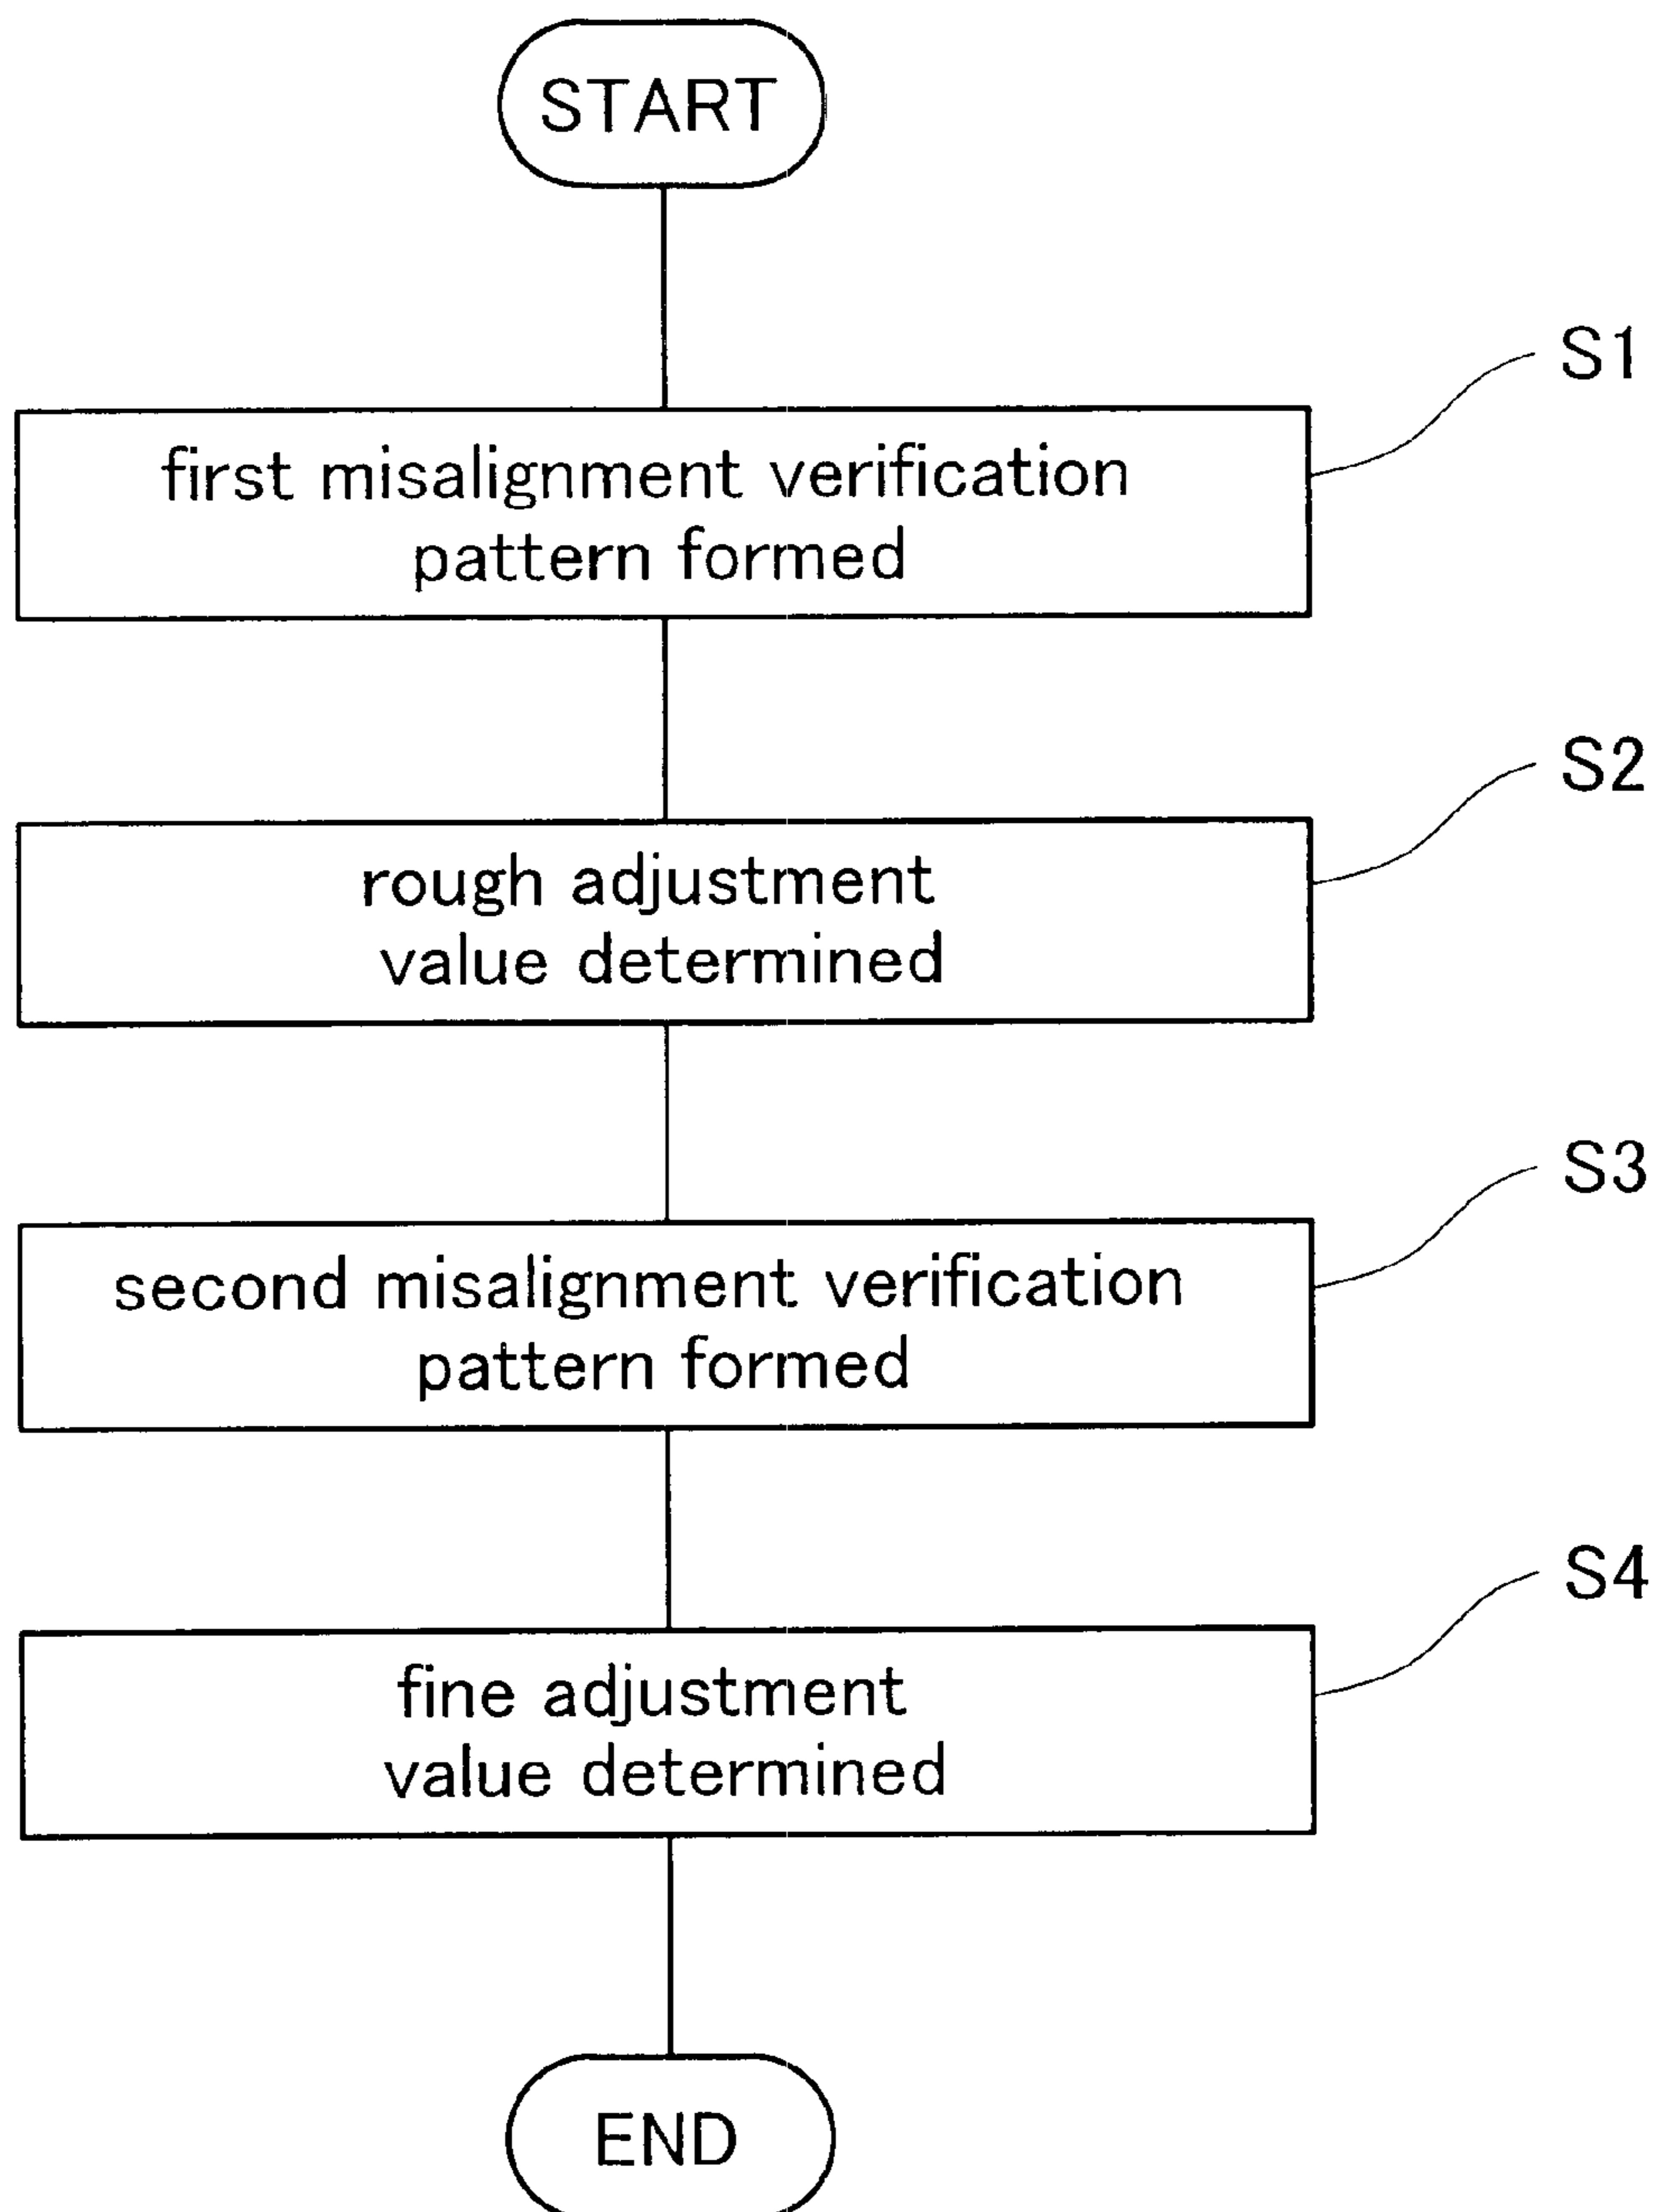 START
S1
first misalignment verification
pattern formed
S2
rough adjustment
value determined
S3
second misalignment verification
pattern formed
S4
fine adjustment
value determined
END